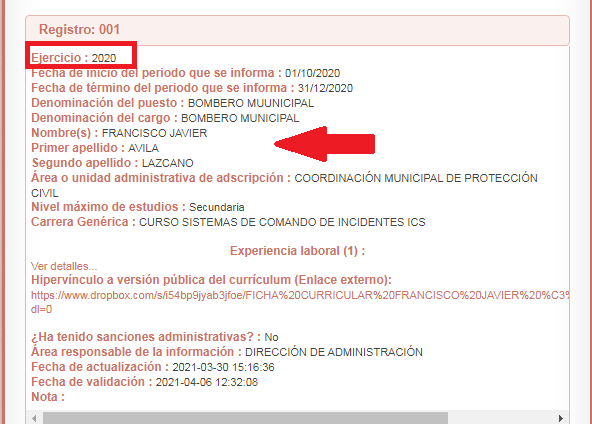 Registro: 001
Ejercicio : 2020
Fecha de inicio del periodo que se informa : 01/10/2020
Fecha de término del periodo que se informa : 31/12/2020
Denominación del puesto : BOMBERO MUUNICIPAL
Denominación del cargo : BOMBERO MUNICIPAL
Nombre(s) : FRANCISCO JAVIER
Primer apellido : AVILA
Segundo apellido : LAZCANO
Área o unidad administrativa de adscripción : COORDINACIÓN MUNICIPAL DE PROTECCIÓN
CIVIL
Nivel máximo de estudios : Secundaria
Carrera Genérica : CURSO SISTEMAS DE COMANDO DE INCIDENTES ICS
Experiencia laboral (1) :
Ver detalles...
Hipervínculo a versión pública del currículum (Enlace externo):
https://www.dropbox.com/s/i54bp9jyab3jfoe/FICHA%20CURRICULAR%20FRANCISCO%20JAVIER%20%C3%
dl=0
¿Ha tenido sanciones administrativas? : No
Área responsable de la información : DIRECCIÓN DE ADMINISTRACIÓN
Fecha de actualización : 2021-03-30 15:16:36
Fecha de validación : 2021-04-06 12:32:08
Nota :